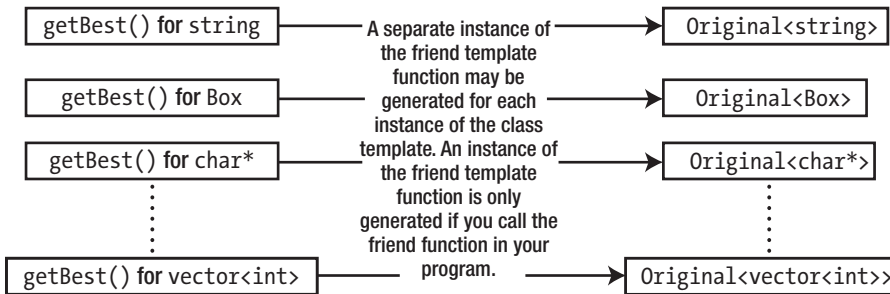 getBest() for string
Original<string>
getBest() for Box
Original<Box>
getBest() for char*
Original<char*>
getBest() for vector<int>
Original<vector<int>>
A separate instance of
the friend template
function may be
generated for each
instance of the class
template. An instance of
the friend template
function is only
generated if you call the
friend function in your
program.